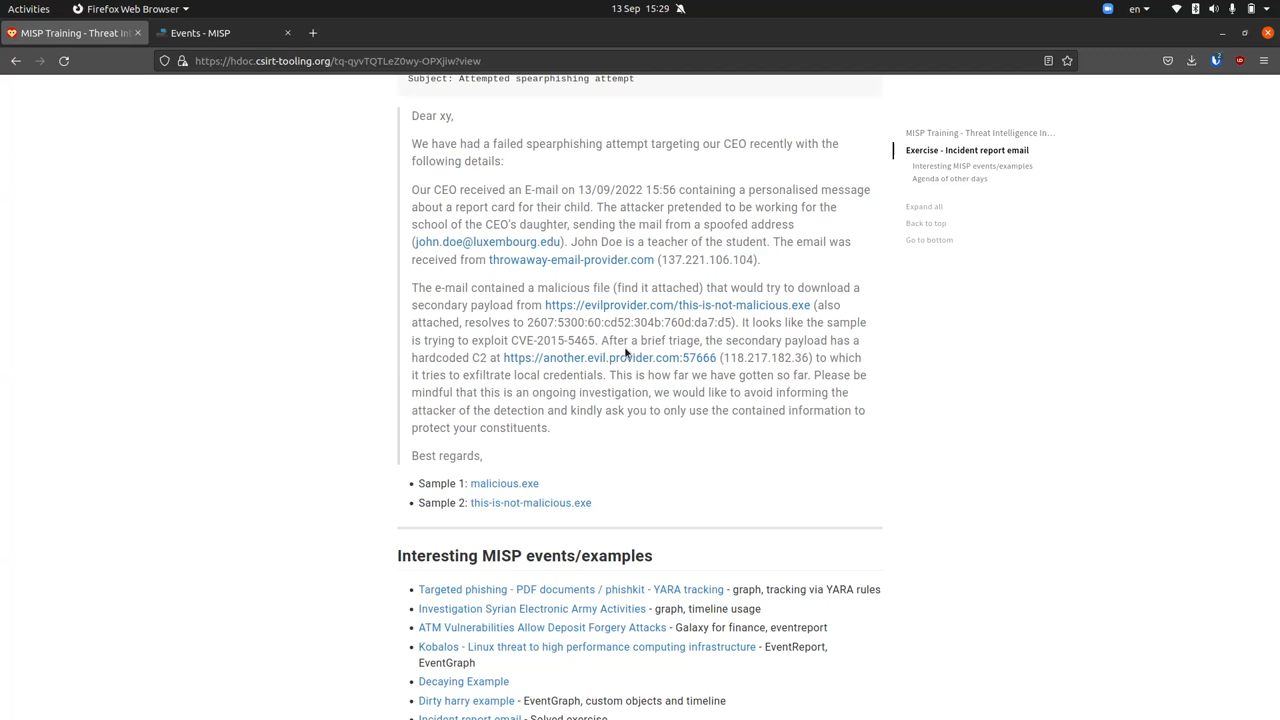 Activities
Firefox Web Browser
13 Sep 15:29
en
MISP Training - Threat In
Events - MISP
https://hdoc.csirt-tooling.org/tq-qyvTQTLeZ0wy-OPXjiw?view
Subject: Attempted spearphishing attempt
Dear xy,
We have had a failed spearphishing attempt targeting our CEO recently with the
following details:
Our CEO received an E-mail on 13/09/2022 15:56 containing a personalised message
about a report card for their child. The attacker pretended to be working for the
school of the CEO's daughter, sending the mail from a spoofed address
(john.doe@luxembourg.edu). John Doe is a teacher of the student. The email was
received from throwaway-email-provider.com (137.221.106.104).
The e-mail contained a malicious file (find it attached) that would try to download a
secondary payload from https://evilprovider.com/this-is-not-malicious.exe (also
attached, resolves to 2607:5300:60:cd52:304b:760d:da7:d5). It looks like the sample
is trying to exploit CVE-2015-5465. After a brief triage, the secondary payload has a
hardcoded C2 at https://another.evil.provider.com:57666 (118.217.182.36) to which
it tries to exfiltrate local credentials. This is how far we have gotten so far. Please be
mindful that this is an ongoing investigation, we would like to avoid informing the
attacker of the detection and kindly ask you to only use the contained information to
protect your constituents.
Best regards,
• Sample 1: malicious.exe
• Sample 2: this-is-not-malicious.exe
Interesting MISP events/examples
• Targeted phishing - PDF documents / phishkit - YARA tracking - graph, tracking via YARA rules
• Investigation Syrian Electronic Army Activities - graph, timeline usage
• ATM Vulnerabilities Allow Deposit Forgery Attacks - Galaxy for finance, eventreport
• Kobalos - Linux threat to high performance computing infrastructure - EventReport,
EventGraph
• Decaying Example
• Dirty harry example - EventGraph, custom objects and timeline
• Incident report email - Solved exercise
MISP Training - Threat Intelligence In...
Exercise - Incident report email
Interesting MISP events/examples
Agenda of other days
Expand all
Back to top
Go to bottom